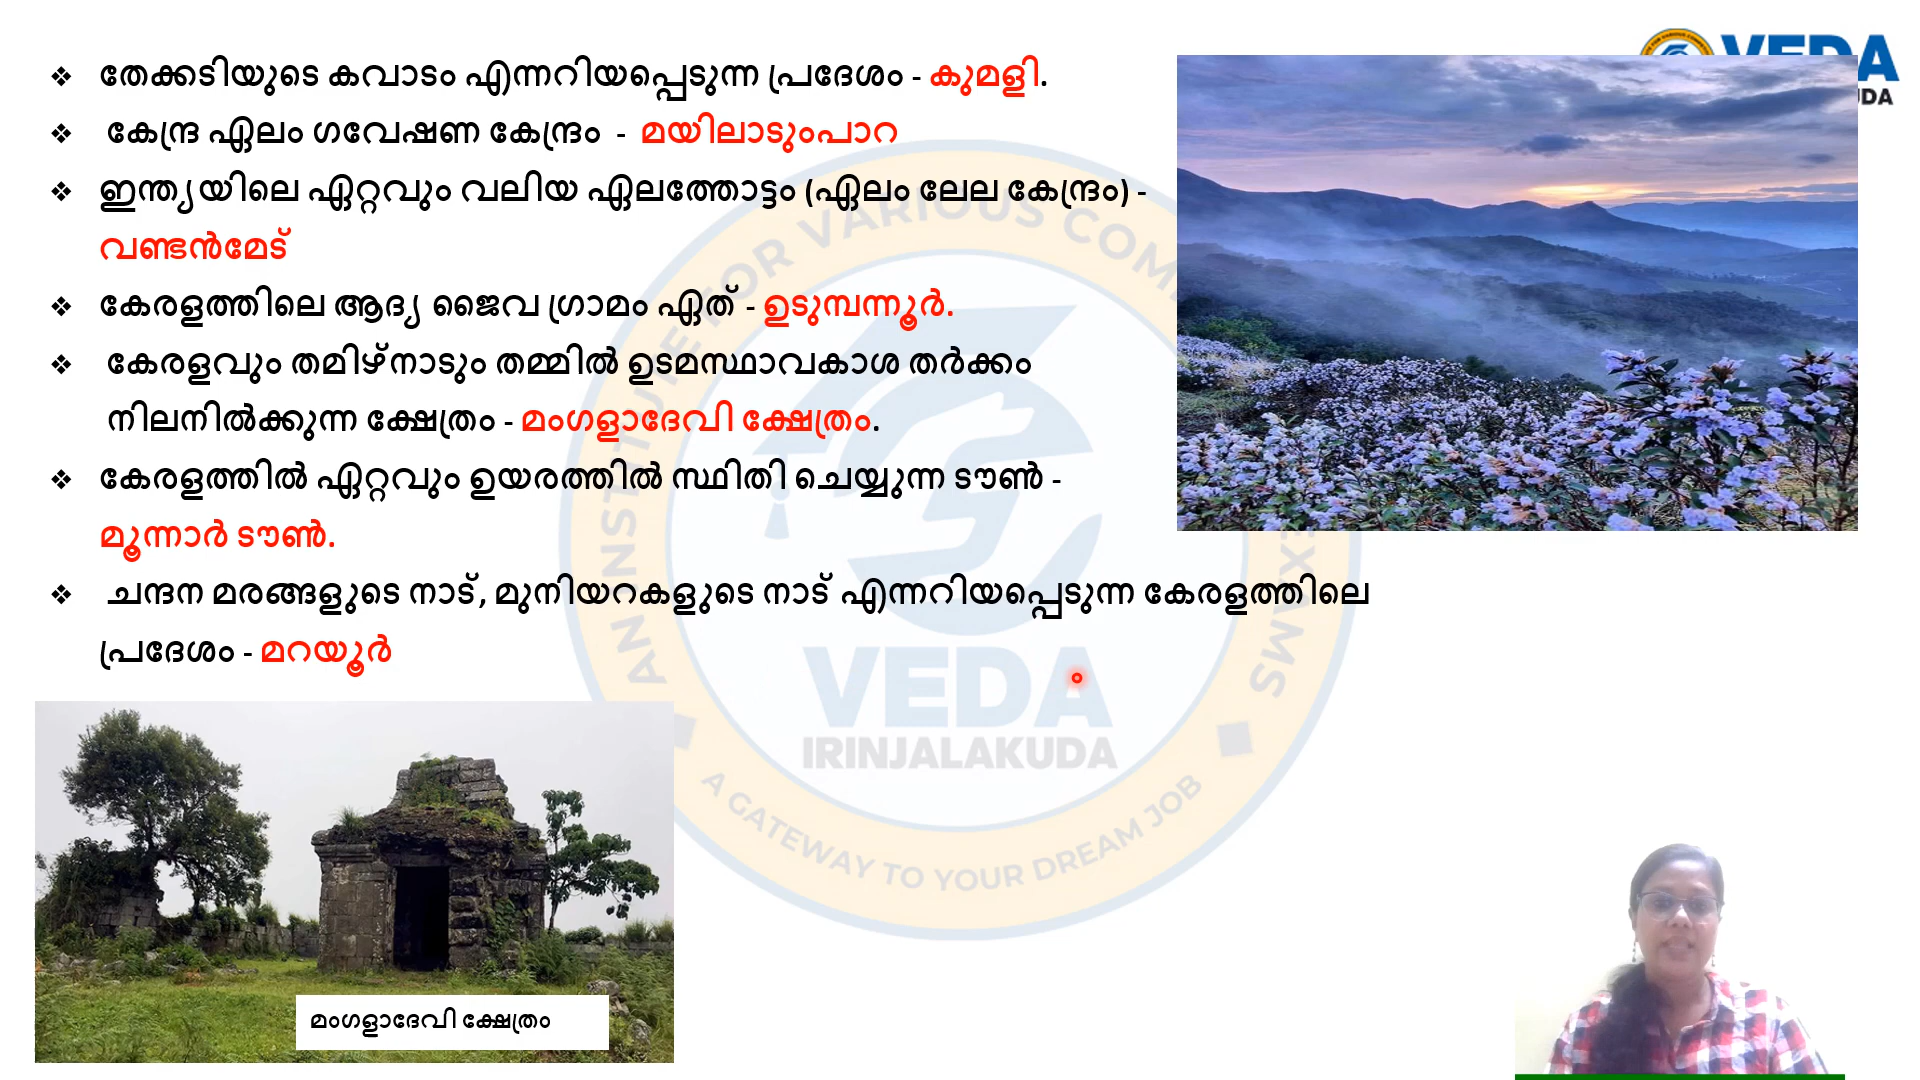 ❖ തേക്കടിയുടെ കവാടം എന്നറിയപ്പെടുന്ന പ്രദേശം - കുമളി.
❖ കേന്ദ്ര ഏലം ഗവേഷണ കേന്ദ്രം - മയിലാടുംപാറ
❖ ഇന്ത്യയിലെ ഏറ്റവും വലിയ ഏലത്തോട്ടം (ഏലം ലേല കേന്ദ്രം) -
വണ്ടൻമേട്
❖ കേരളത്തിലെ ആദ്യ ജൈവ ഗ്രാമം ഏത് - ഉടുമ്പന്നൂർ.
❖ കേരളവും തമിഴ്നാടും തമ്മിൽ ഉടമസ്ഥാവകാശ തർക്കം
നിലനിൽക്കുന്ന ക്ഷേത്രം - മംഗളാദേവി ക്ഷേത്രം.
❖ കേരളത്തിൽ ഏറ്റവും ഉയരത്തിൽ സ്ഥിതി ചെയ്യുന്ന ടൗൺ -
മൂന്നാർ ടൗൺ.
❖ ചന്ദന മരങ്ങളുടെ നാട്, മുനിയറകളുടെ നാട് എന്നറിയപ്പെടുന്ന കേരളത്തിലെ
പ്രദേശം - മറയൂർ
മംഗളാദേവി ക്ഷേത്രം
VEDA
IRINJALAKUDA
A GATEWAY TO YOUR DREAM JOB
VEDA